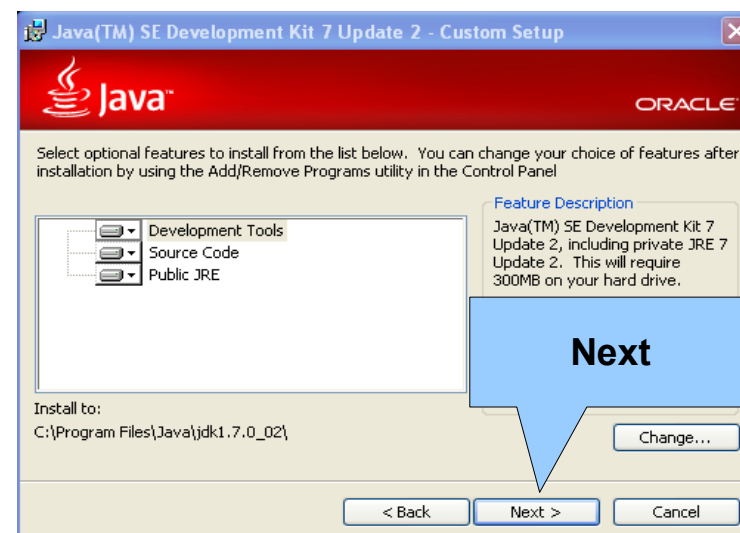 Java(TM) SE Development Kit 7 Update 2 - Custom Setup
Java™
ORACLE
Select optional features to install from the list below. You can change your choice of features after
installation by using the Add/Remove Programs utility in the Control Panel
Development Tools
Source Code
Public JRE
Feature Description
Java(TM) SE Development Kit 7
Update 2, including private JRE 7
Update 2. This will require
300MB on your hard drive.
Next
Install to:
C:\Program Files\Java\jdk1.7.0_02\
Change...
< Back
Next >
Cancel